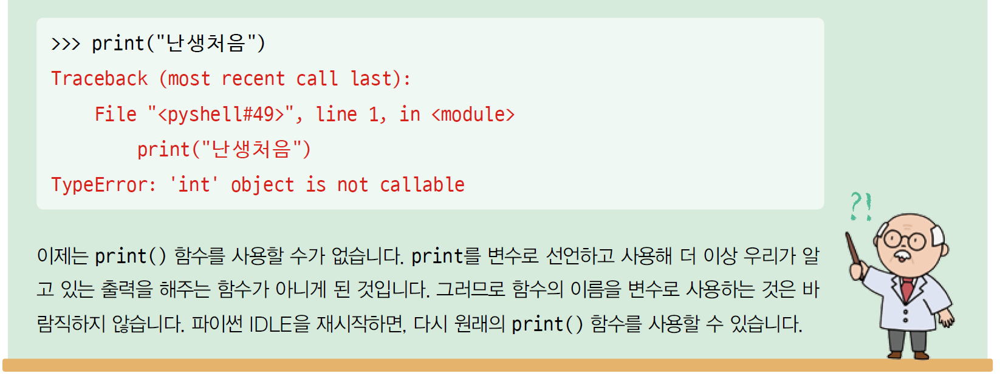 >>> print("난생처음")
Traceback (most recent call last):
File "<pyshell#49>", line 1, in <module>
print("난생처음")
TypeError: 'int' object is not callable
?!
이제는 print() 함수를 사용할 수가 없습니다. print를 변수로 선언하고 사용해 더 이상 우리가 알
고 있는 출력을 해주는 함수가 아니게 된 것입니다. 그러므로 함수의 이름을 변수로 사용하는 것은 바
람직하지 않습니다. 파이썬 IDLE을 재시작하면, 다시 원래의 print() 함수를 사용할 수 있습니다.